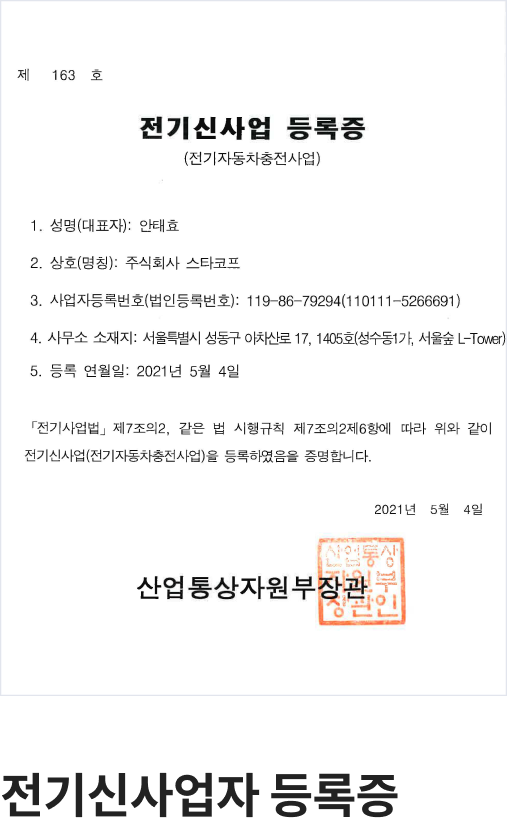 제 163 호
전기신사업 등록증
(전기자동차충전사업)
1. 성명(대표자): 안태효
2. 상호(명칭): 주식회사 스타코프
3. 사업자등록번호(법인등록번호): 119-86-79294(110111-5266691)
4. 사무소 소재지: 서울특별시 성동구 아차산로 17, 1405호(성수동1가, 서울숲 L-Tower)
5. 등록 연월일: 2021년 5월 4일
「전기사업법」제7조의2, 같은 법 시행규칙 제7조의2제6항에 따라 위와 같이
전기신사업(전기자동차충전사업)을 등록하였음을 증명합니다.
2021년 5월 4일
산업통상자원부장관
산업통상
자원부
장관인
전기신사업자 등록증